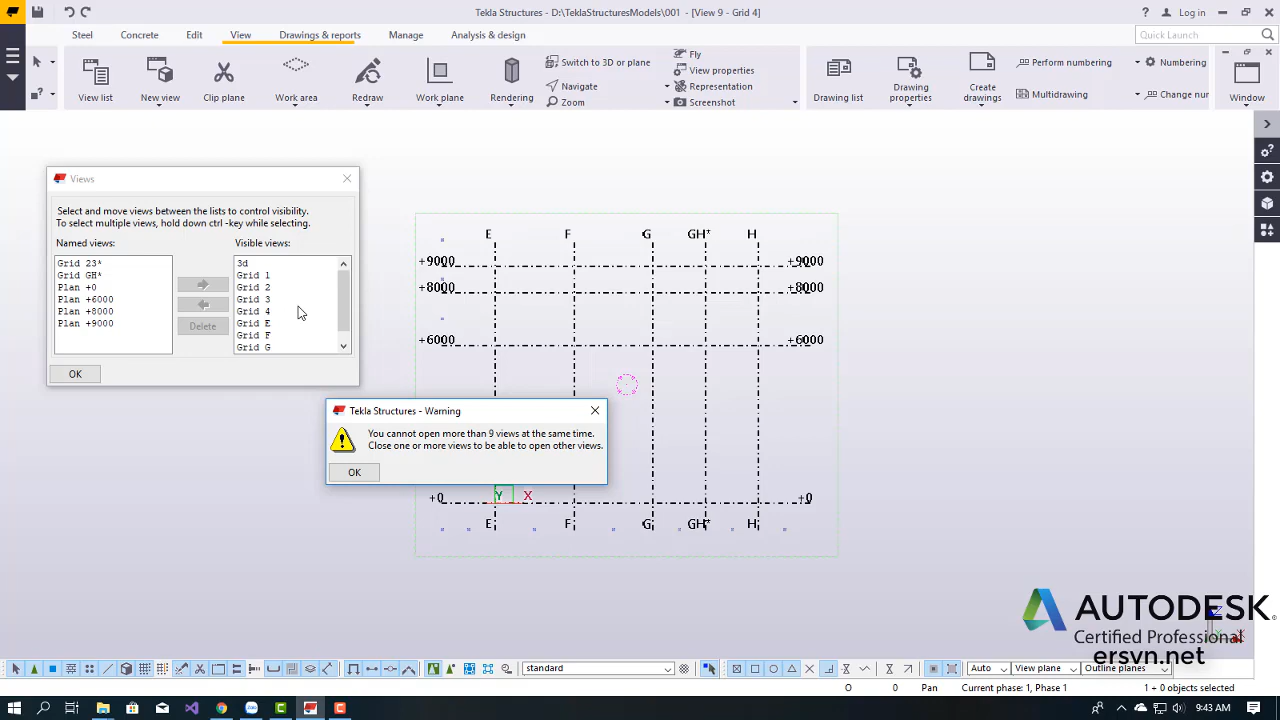 Tekla Structures - D:\TeklaStructuresModels\001 - [View 9 - Grid 4]
? Log in
Steel Concrete Edit View Drawings & reports Manage Analysis & design
Quick Launch
View list
New view
Clip plane
Work area
Redraw
Switch to 3D or plane
Navigate
Zoom
Work plane
Rendering
Fly
View properties
Representation
Screenshot
Drawing list
Drawing
properties
Create
drawings
Perform numbering
Multidrawing
Numbering
Change nur
Window
Views
Select and move views between the lists to control visibility.
To select multiple views, hold down ctrl -key while selecting.
Named views:
Grid 23*
Grid GH*
Plan +0
Plan +6000
Plan +8000
Plan +9000
Delete
Visible views:
3d
Grid 1
Grid 2
Grid 3
Grid 4
Grid E
Grid F
Grid G
OK
E F G GH* H
+9000 +9000
+8000 +8000
+6000 +6000
Tekla Structures - Warning
You cannot open more than 9 views at the same time.
Close one or more views to be able to open other views.
OK
Y X
+0 +0
E F G GH* H
AUTODESK®
Certified Professional
ersvn.net
standard
Auto
View plane
Outline planes
O 0 Pan Current phase: 1, Phase 1 1 + 0 objects selected
9:43 AM